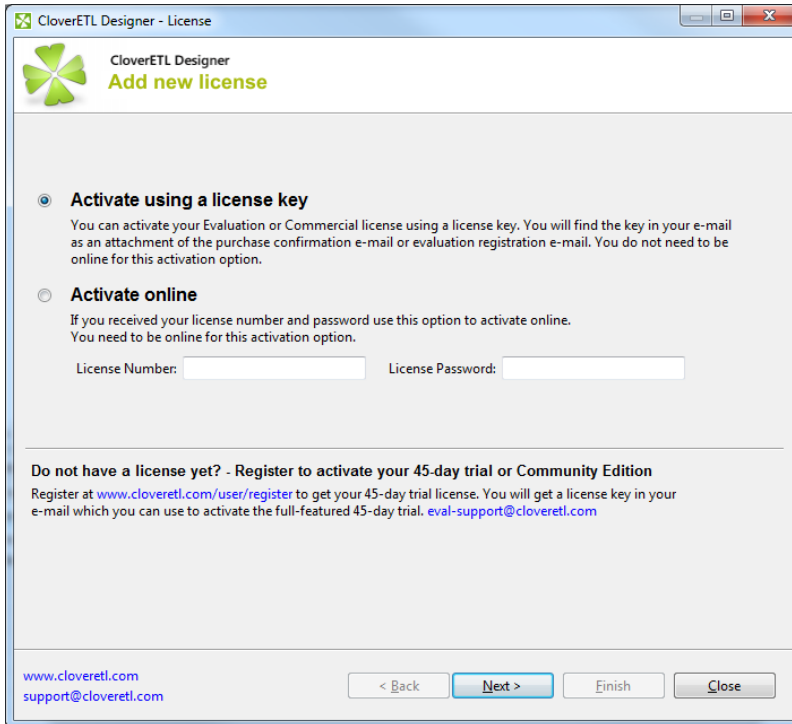 CloverETL Designer - License
CloverETL Designer
Add new license
Activate using a license key
You can activate your Evaluation or Commercial license using a license key. You will find the key in your e-mail
as an attachment of the purchase confirmation e-mail or evaluation registration e-mail. You do not need to be
online for this activation option.
Activate online
If you received your license number and password use this option to activate online.
You need to be online for this activation option.
License Number: License Password:
Do not have a license yet? - Register to activate your 45-day trial or Community Edition
Register at www.cloveretl.com/user/register to get your 45-day trial license. You will get a license key in your
e-mail which you can use to activate the full-featured 45-day trial. eval-support@cloveretl.com
www.cloveretl.com
support@cloveretl.com
< Back Next > Finish Close